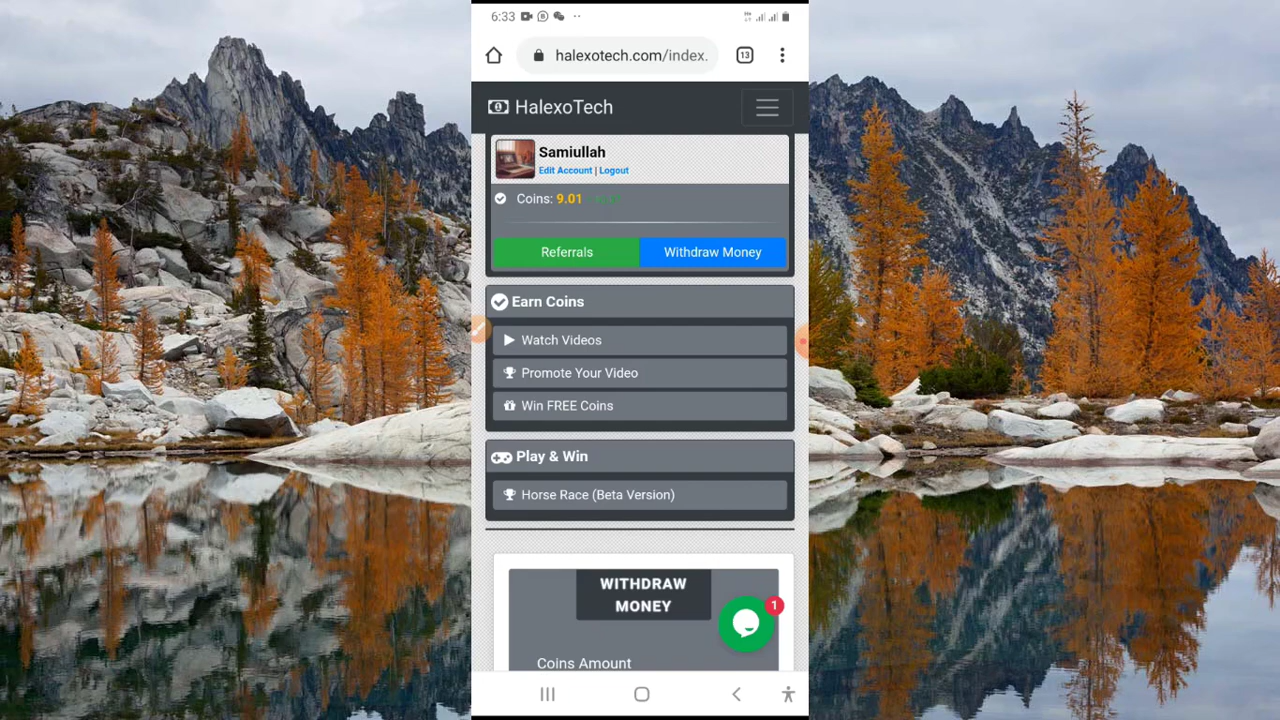 6:33
halexotech.com/index.
13
HalexoTech
Samiullah
Edit Account | Logout
Coins: 9.01
Referrals
Withdraw Money
Earn Coins
Watch Videos
Promote Your Video
Win FREE Coins
Play & Win
Horse Race (Beta Version)
WITHDRAW
MONEY
1
Coins Amount